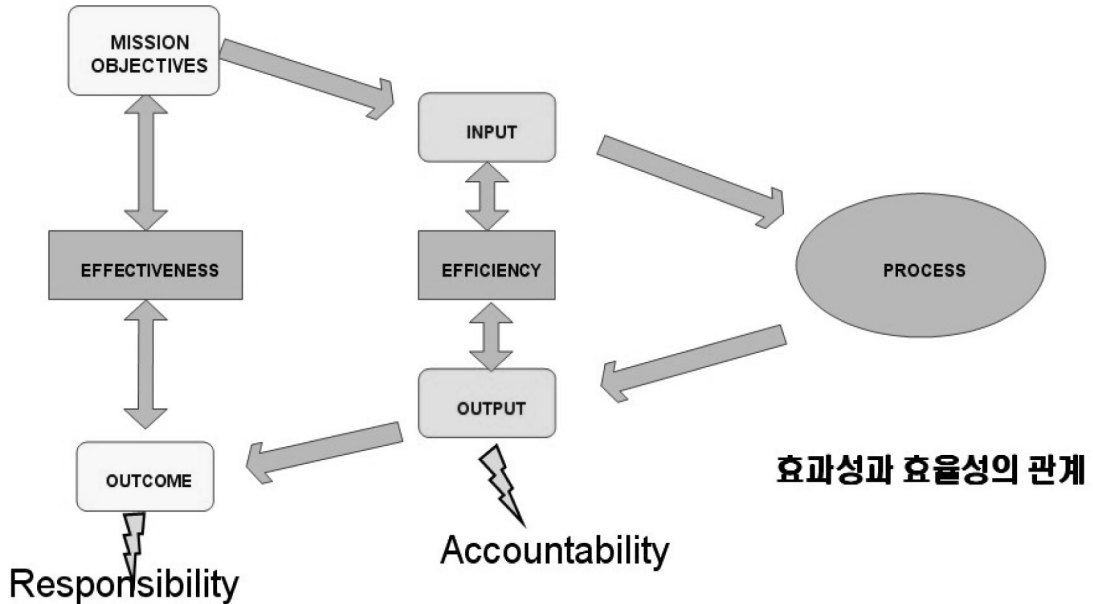 MISSION
OBJECTIVES
INPUT
EFFECTIVENESS
EFFICIENCY
PROCESS
OUTPUT
OUTCOME
효과성과 효율성의 관계
Accountability
Responsibility